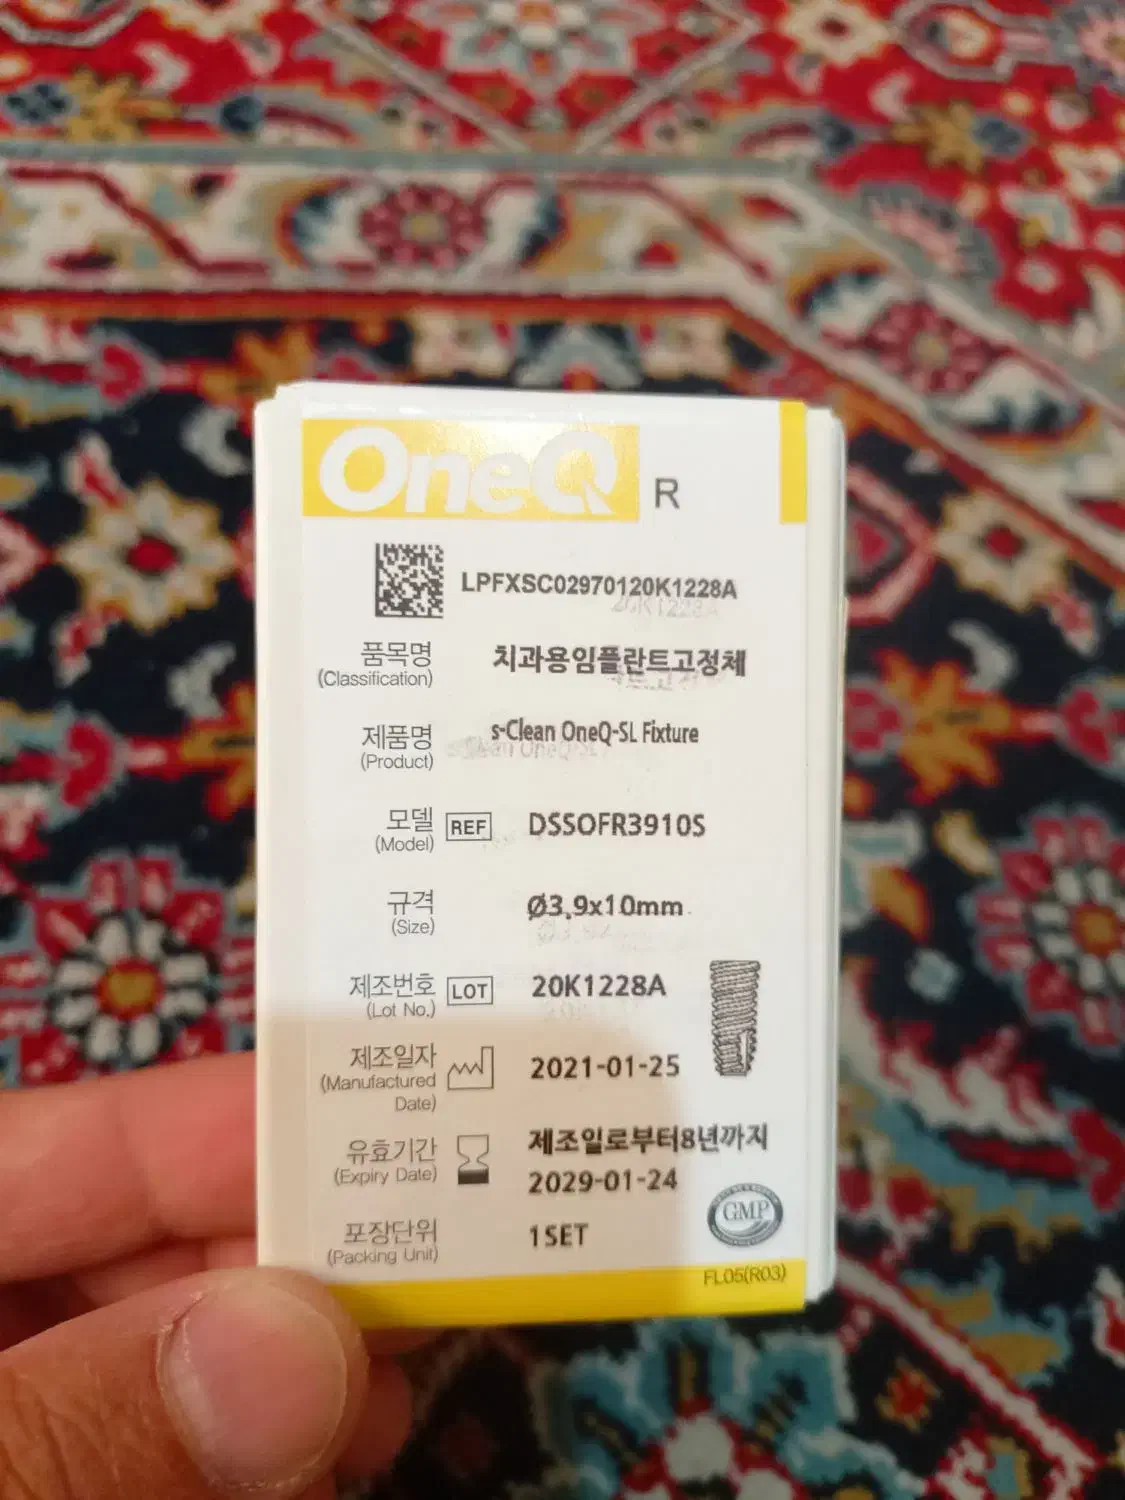 OneQ R
LPFXSC02970120K1228A
품목명
(Classification)
치과용임플란트고정체
제품명
(Product)
s-Clean OneQ-SL Fixture
모델
(Model)
REF
DSSOFR3910S
규격
(Size)
Ø3.9x10mm
제조번호
(Lot No.)
LOT
20K1228A
제조일자
(Manufactured
Date)
2021-01-25
유효기간
(Expiry Date)
제조일로부터8년까지
2029-01-24
포장단위
(Packing Unit)
1SET
GMP
FL05(R03)